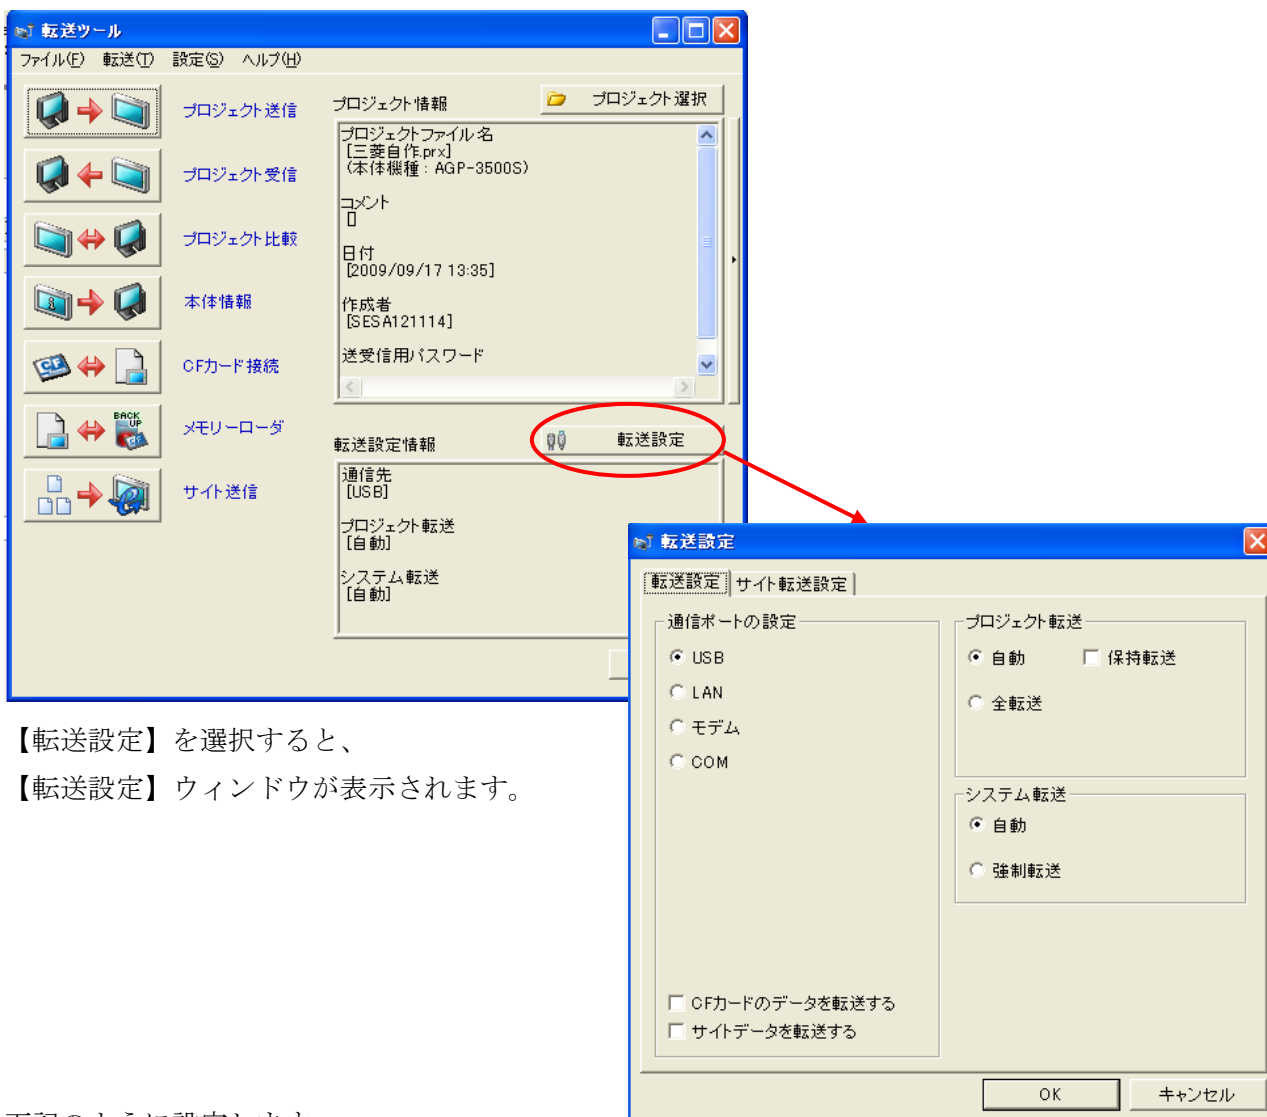 転送ツール
ファイル(F) 転送(T) 設定(S) ヘルプ(H)
プロジェクト送信
プロジェクト受信
プロジェクト比較
本体情報
CFカード接続
BACK UP
メモリーローダ
サイト送信
プロジェクト情報
プロジェクト選択
プロジェクトファイル名
[三菱自作.prx]
(本体機種:AGP-3500S)
コメント
[]
日付
[2009/09/17 13:35]
作成者
[SESA121114]
送受信用パスワード
転送設定情報
転送設定
通信先
[USB]
プロジェクト転送
[自動]
システム転送
[自動]
転送設定
転送設定 サイト転送設定
通信ポートの設定
USB
LAN
モデム
COM
CFカードのデータを転送する
サイトデータを転送する
プロジェクト転送
自動 保持転送
全転送
システム転送
自動
強制転送
OK キャンセル
【転送設定】を選択すると、
【転送設定】ウィンドウが表示されます。